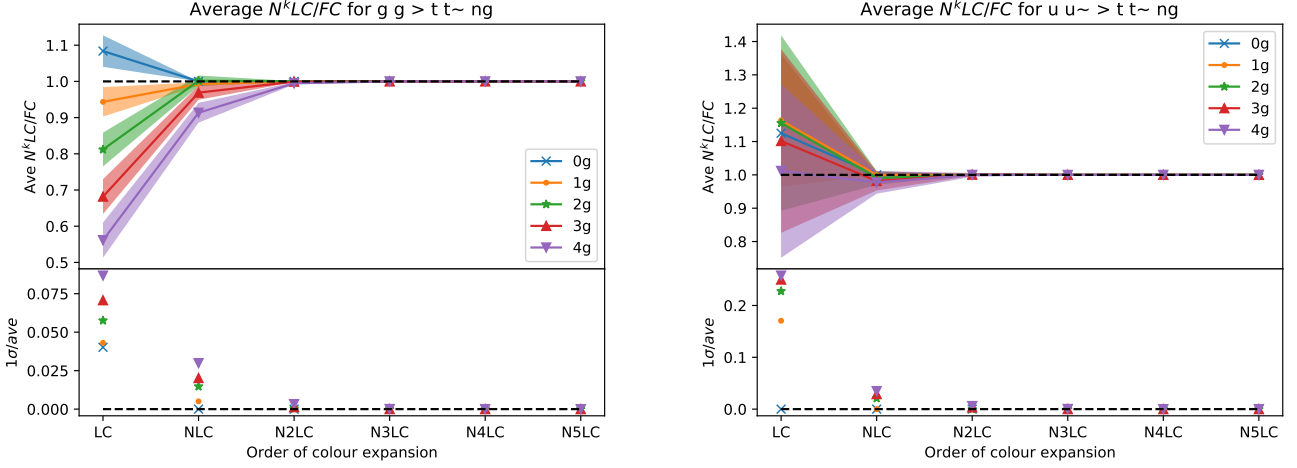 Average NᵏLC/FC for g g > t t~ ng
Ave NᵏLC/FC
1.1
1.0
0.9
0.8
0.7
0.6
0.5
0g
1g
2g
3g
4g
1σ/ave
0.075
0.050
0.025
0.000
LC NLC N2LC N3LC N4LC N5LC
Order of colour expansion
Average NᵏLC/FC for u u~ > t t~ ng
Ave NᵏLC/FC
1.4
1.3
1.2
1.1
1.0
0.9
0.8
0g
1g
2g
3g
4g
1σ/ave
0.2
0.1
0.0
LC NLC N2LC N3LC N4LC N5LC
Order of colour expansion